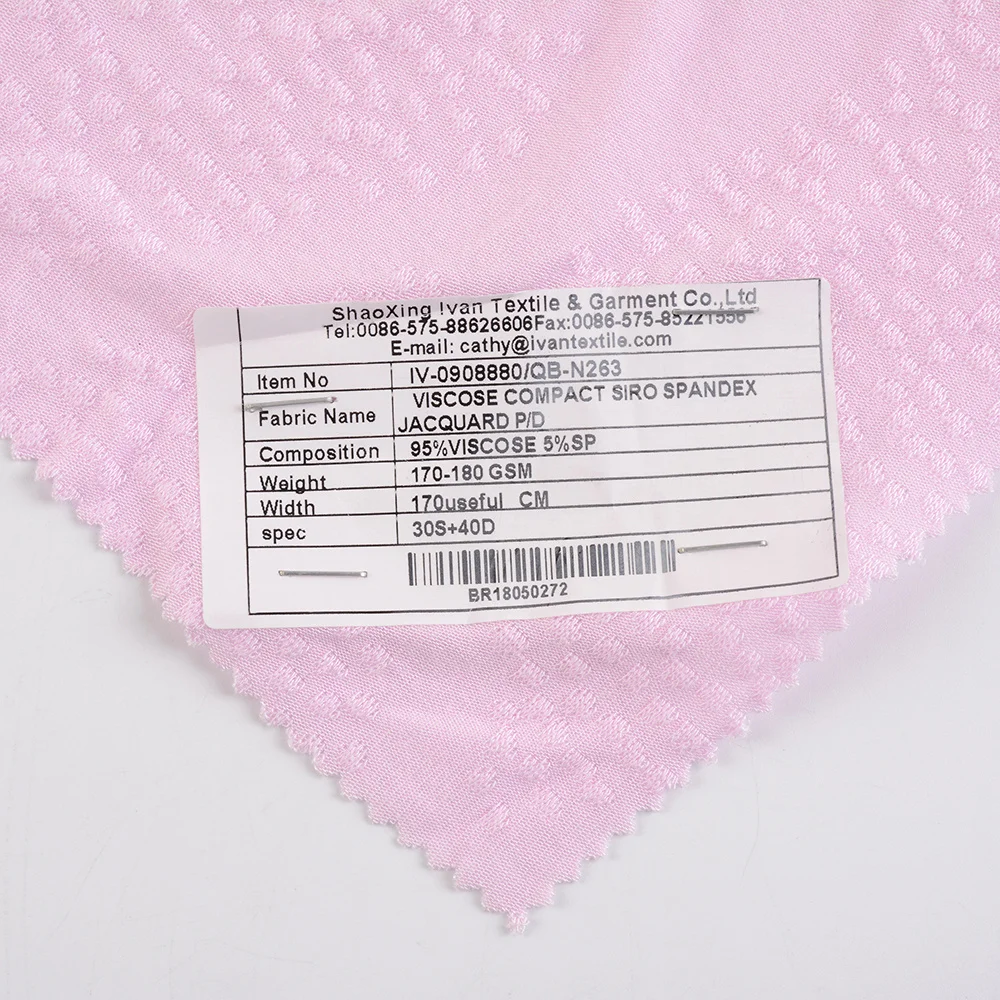 ShaoXing Ivan Textile & Garment Co.,Ltd
Tel:0086-575-88626606Fax:0086-575-85221556
E-mail: cathy@ivantextile.com
Item No IV-0908880/QB-N263
Fabric Name VISCOSE COMPACT SIRO SPANDEX
JACQUARD P/D
Composition 95%VISCOSE 5%SP
Weight 170-180 GSM
Width 170useful CM
spec 30S+40D
BR18050272